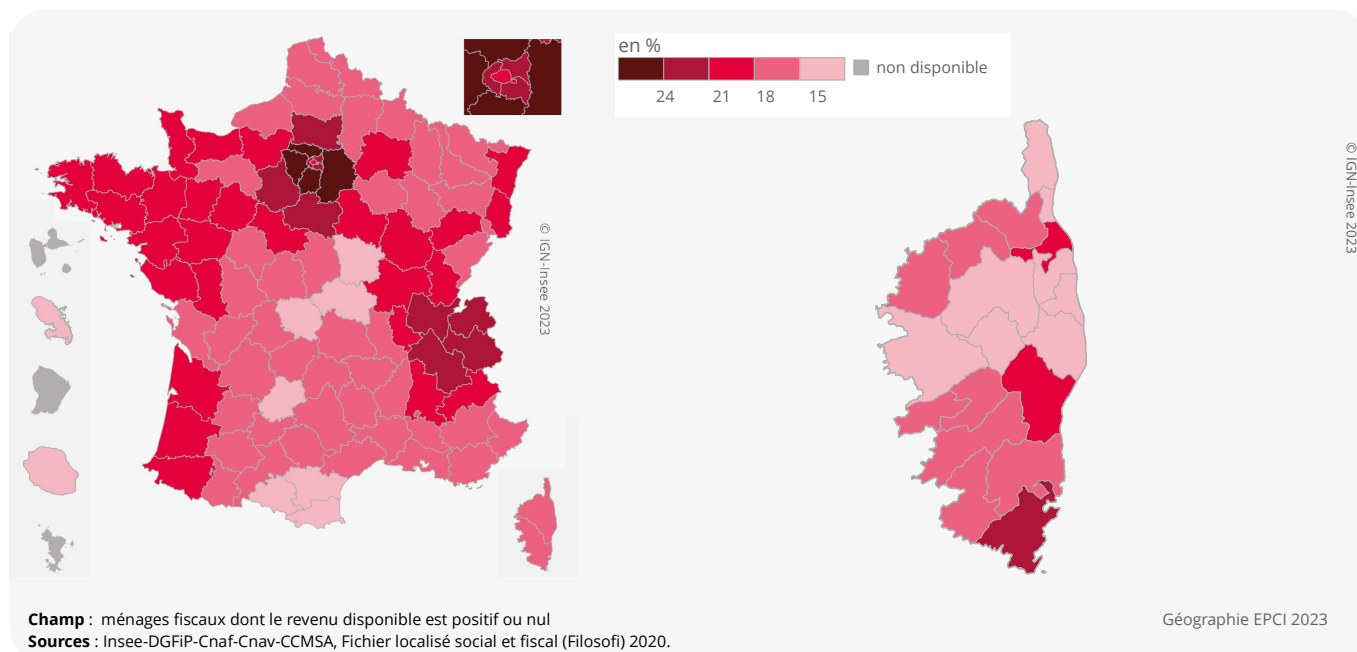 en %
non disponible
24 21 18 15
© IGN-Insee 2023
© IGN-Insee 2023
Champ : ménages fiscaux dont le revenu disponible est positif ou nul
Géographie EPCI 2023
Sources : Insee-DGFiP-Cnaf-Cnav-CCMSA, Fichier localisé social et fiscal (Filosofi) 2020.